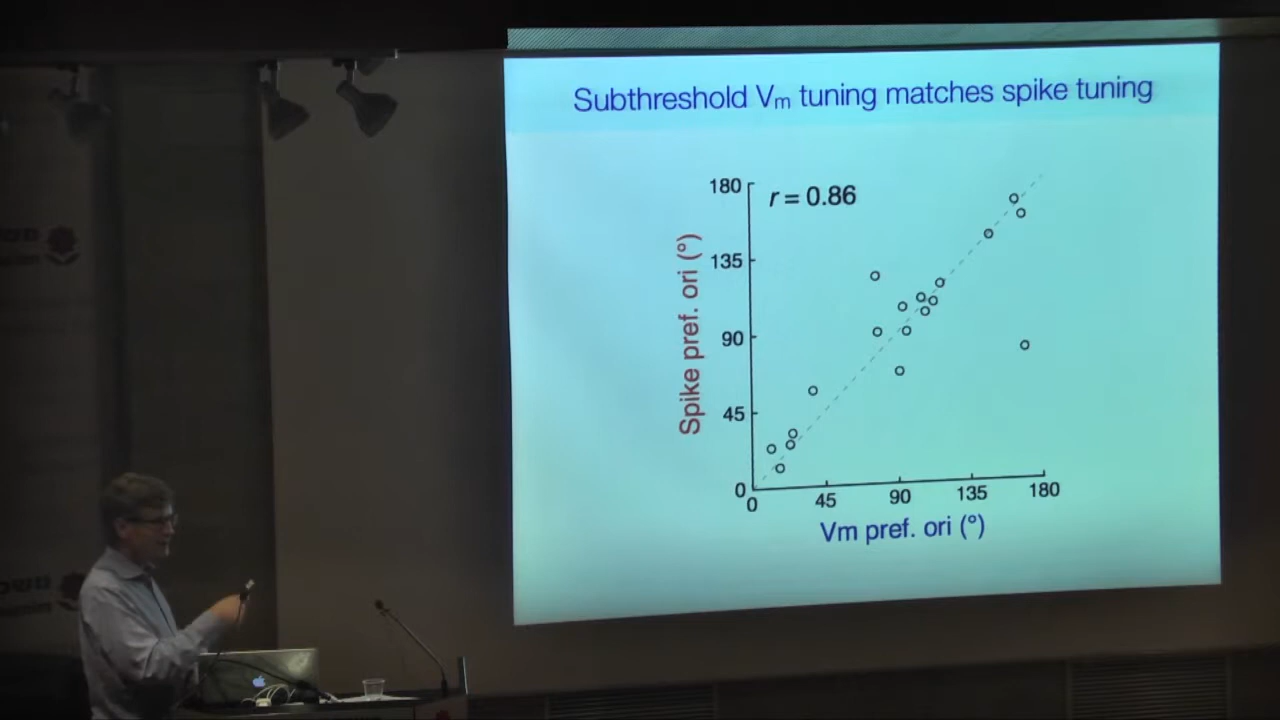 Subthreshold Vm tuning matches spike tuning
r = 0.86
Spike pref. ori (°)
180
135
90
45
0
0 45 90 135 180
Vm pref. ori (°)